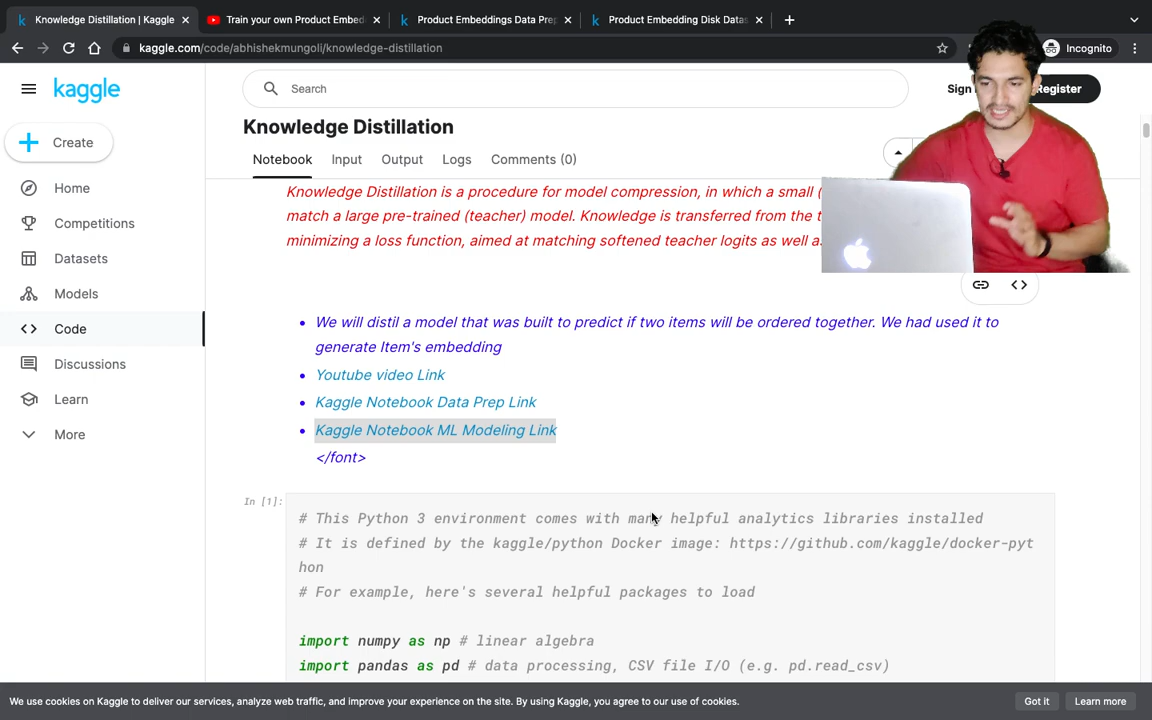 Knowledge Distillation | Kaggle
Train your own Product Embed
Product Embeddings Data Prep
Product Embedding Disk Datas
kaggle.com/code/abhishekmungoli/knowledge-distillation
Incognito
kaggle
Search
Sign
Register
Create
Home
Competitions
Datasets
Models
Code
Discussions
Learn
More
Knowledge Distillation
Notebook Input Output Logs Comments (0)
Knowledge Distillation is a procedure for model compression, in which a small (
match a large pre-trained (teacher) model. Knowledge is transferred from the t
minimizing a loss function, aimed at matching softened teacher logits as well a
• We will distil a model that was built to predict if two items will be ordered together. We had used it to
generate Item's embedding
• Youtube video Link
• Kaggle Notebook Data Prep Link
• Kaggle Notebook ML Modeling Link
</font>
In [1]:
# This Python 3 environment comes with many helpful analytics libraries installed
# It is defined by the kaggle/python Docker image: https://github.com/kaggle/docker-pyt
hon
# For example, here's several helpful packages to load
import numpy as np # linear algebra
import pandas as pd # data processing, CSV file I/O (e.g. pd.read_csv)
We use cookies on Kaggle to deliver our services, analyze web traffic, and improve your experience on the site. By using Kaggle, you agree to our use of cookies.
Got it
Learn more